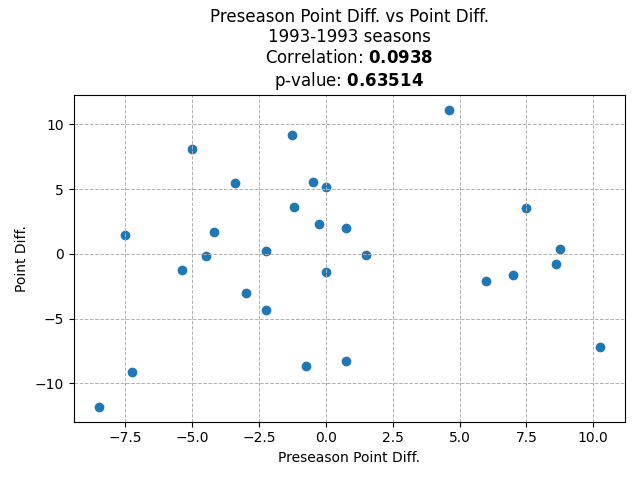 Preseason Point Diff. vs Point Diff.
1993-1993 seasons
Correlation: 0.0938
p-value: 0.63514
10
5
0
−5
−10
Point Diff.
−7.5 −5.0 −2.5 0.0 2.5 5.0 7.5 10.0
Preseason Point Diff.